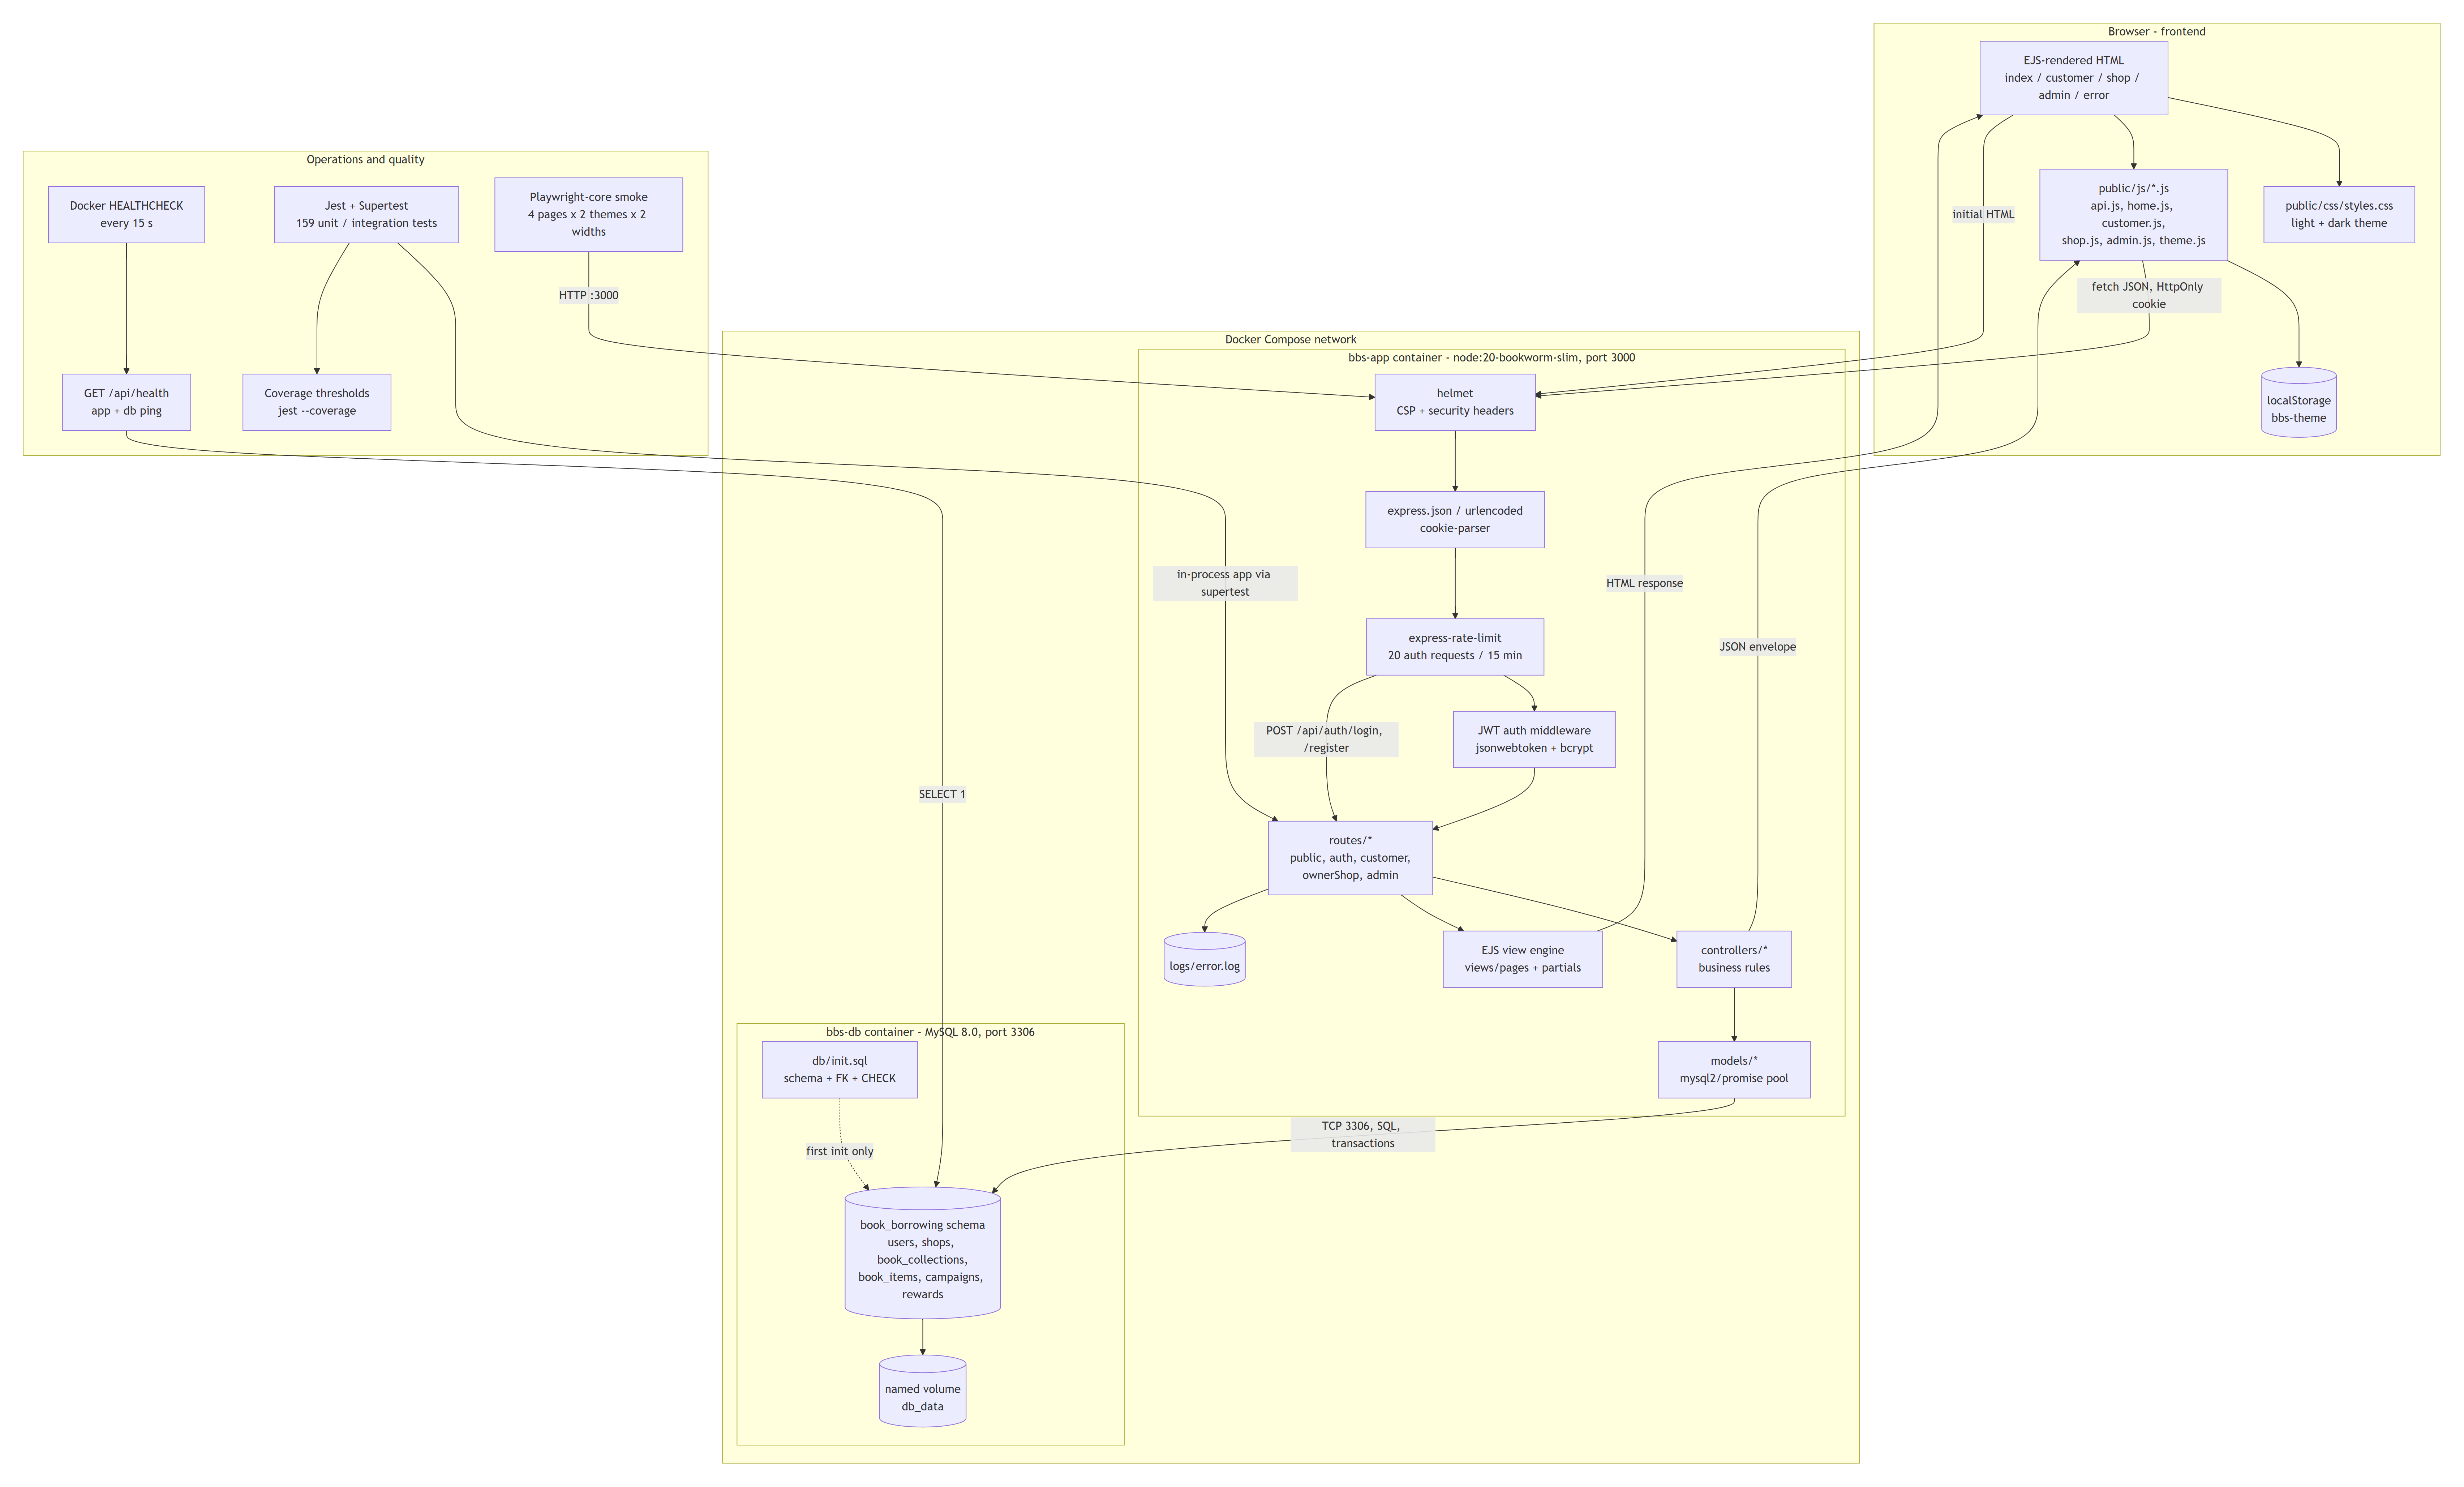 Browser - frontend
EJS-rendered HTML
index / customer / shop /
admin / error
public/js/*.js
api.js, home.js,
customer.js,
shop.js, admin.js, theme.js
public/css/styles.css
light + dark theme
initial HTML
fetch JSON, HttpOnly
cookie
localStorage
bbs-theme
Operations and quality
Docker HEALTHCHECK
every 15 s
Jest + Supertest
159 unit / integration tests
Playwright-core smoke
4 pages x 2 themes x 2
widths
HTTP :3000
GET /api/health
app + db ping
Coverage thresholds
jest --coverage
Docker Compose network
bbs-app container - node:20-bookworm-slim, port 3000
helmet
CSP + security headers
express.json / urlencoded
cookie-parser
in-process app via
supertest
HTML response
express-rate-limit
20 auth requests / 15 min
JSON envelope
POST /api/auth/login,
/register
JWT auth middleware
jsonwebtoken + bcrypt
SELECT 1
routes/*
public, auth, customer,
ownerShop, admin
logs/error.log
EJS view engine
views/pages + partials
controllers/*
business rules
models/*
mysql2/promise pool
TCP 3306, SQL,
transactions
bbs-db container - MySQL 8.0, port 3306
db/init.sql
schema + FK + CHECK
first init only
book_borrowing schema
users, shops,
book_collections,
book_items, campaigns,
rewards
named volume
db_data